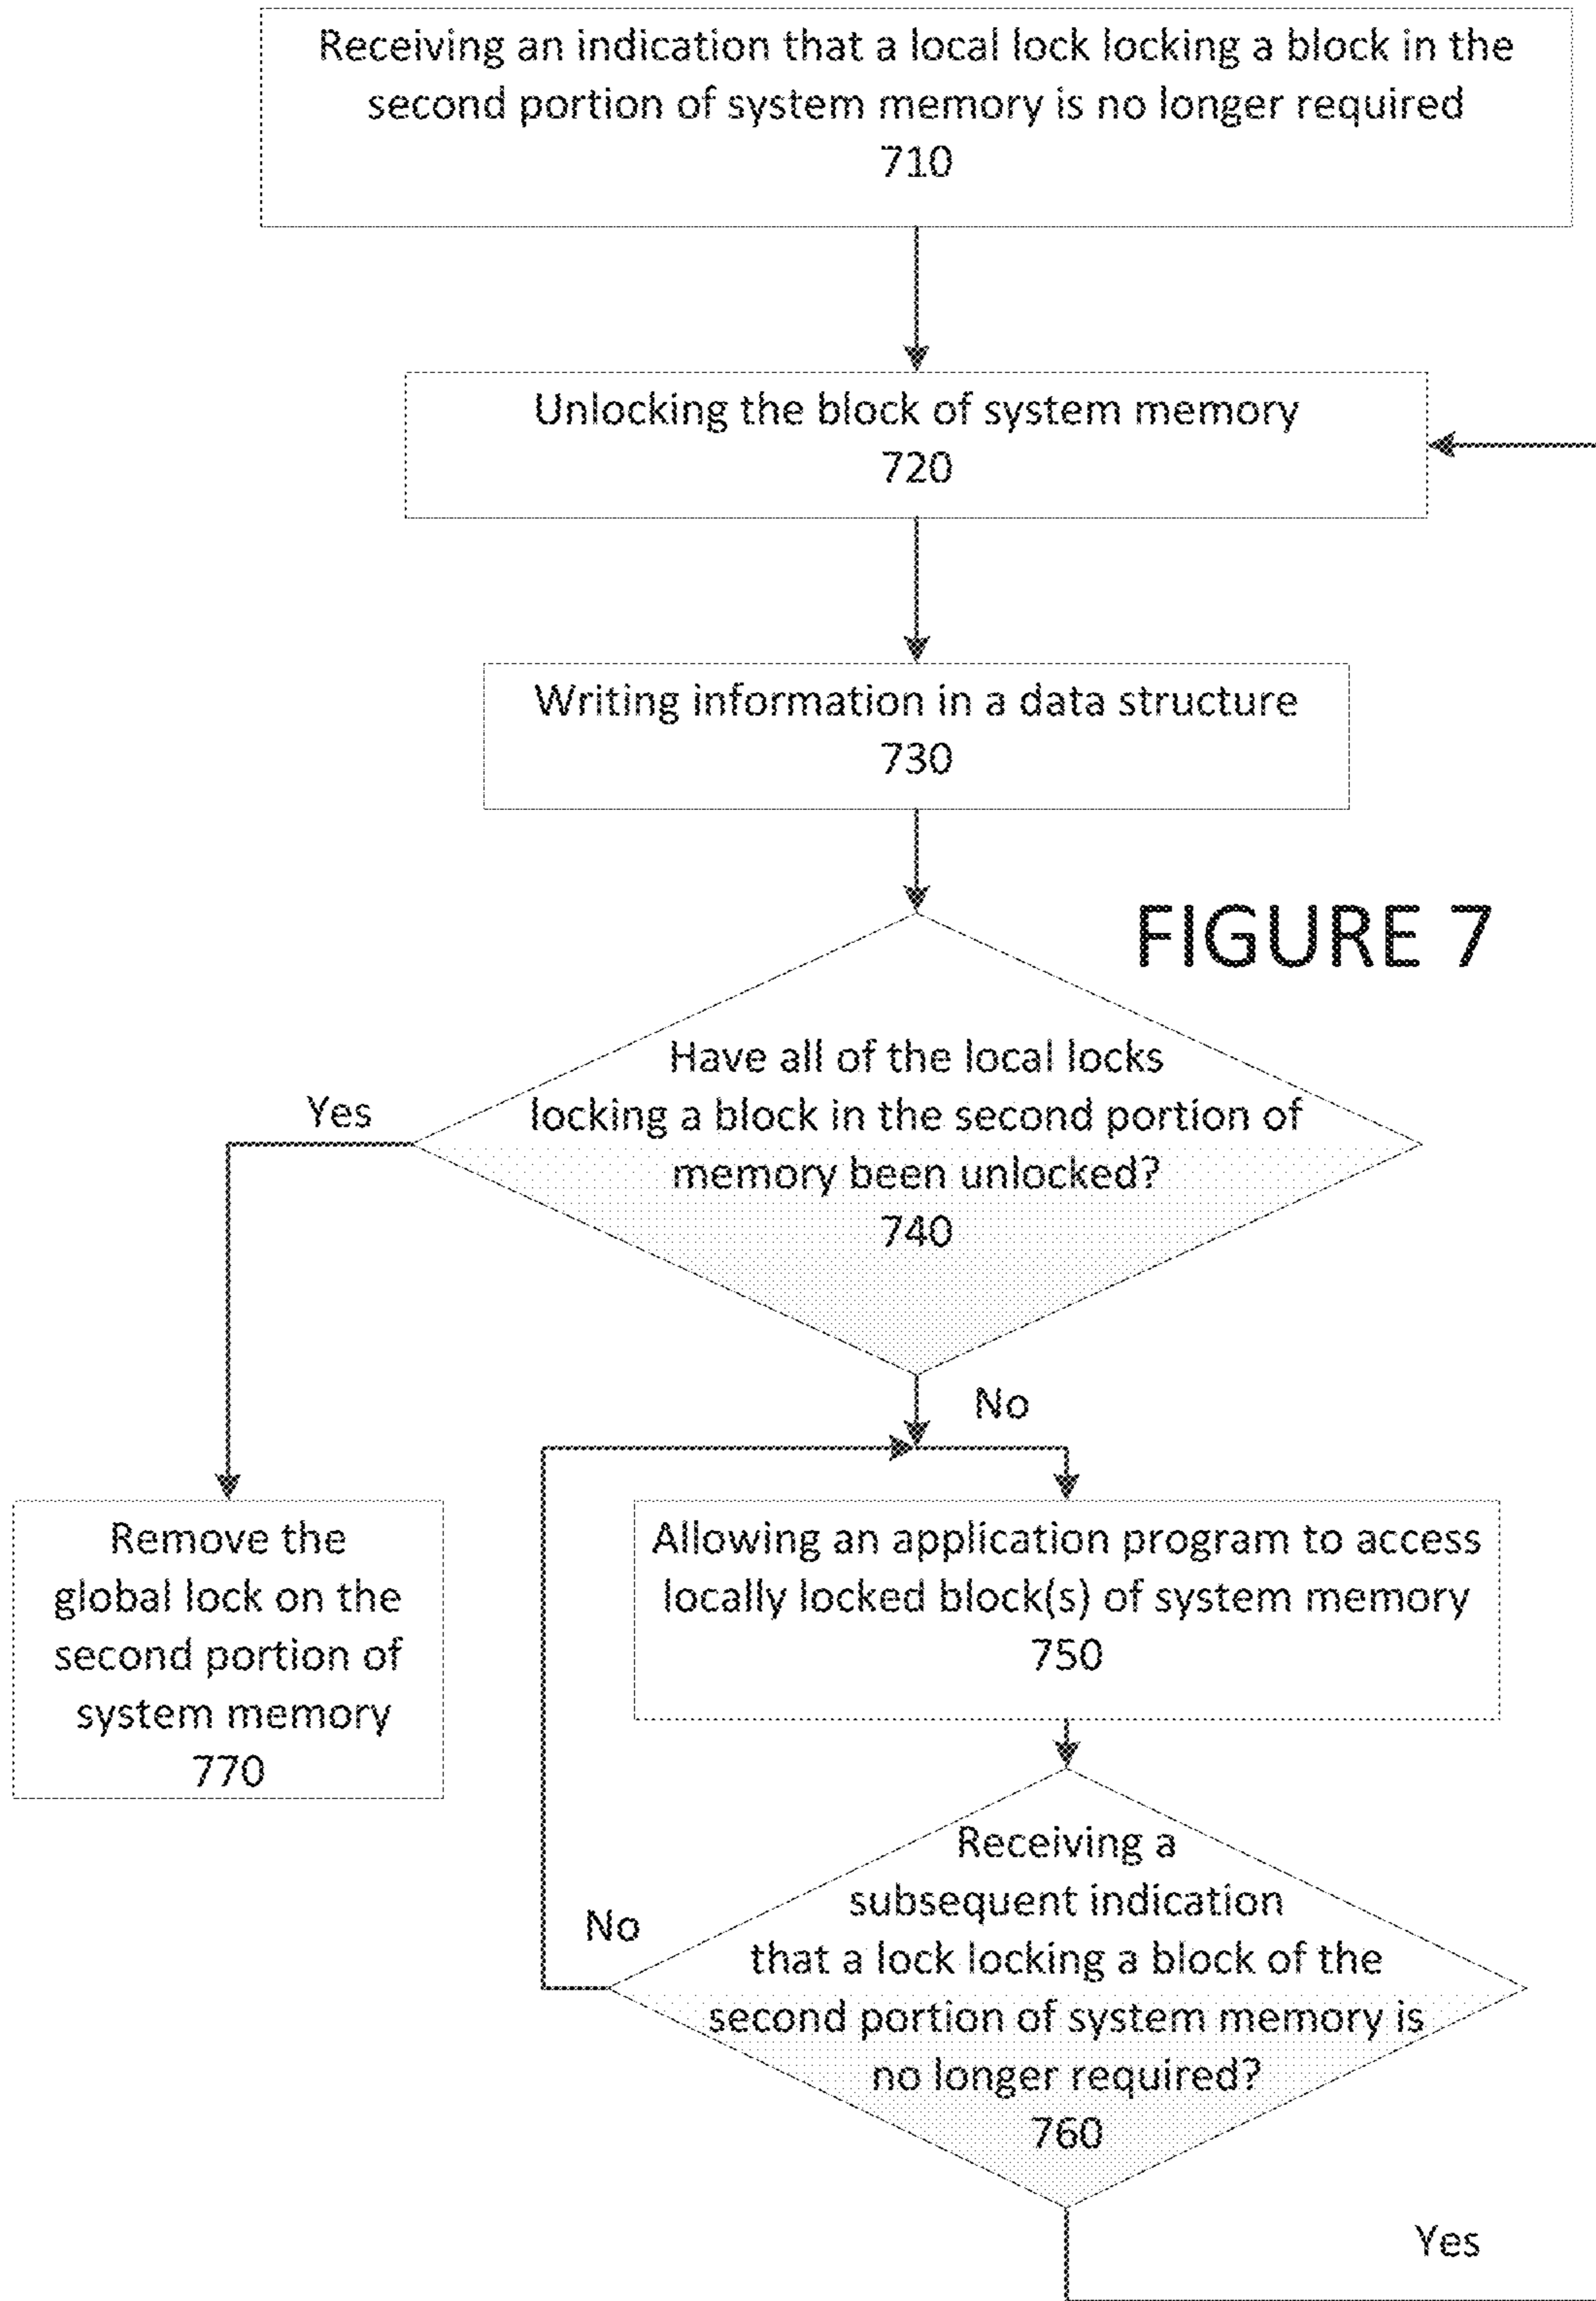 Receiving an indication that a local lock locking a block in the
second portion of system memory is no longer required
710
Unlocking the block of system memory
720
Writing information in a data structure
730
FIGURE 7
Have all of the local locks
locking a block in the second portion of
memory been unlocked?
740
Yes
No
Remove the
global lock on the
second portion of
system memory
770
Allowing an application program to access
locally locked block(s) of system memory
750
Receiving a
subsequent indication
that a lock locking a block of the
second portion of system memory is
no longer required?
760
No
Yes